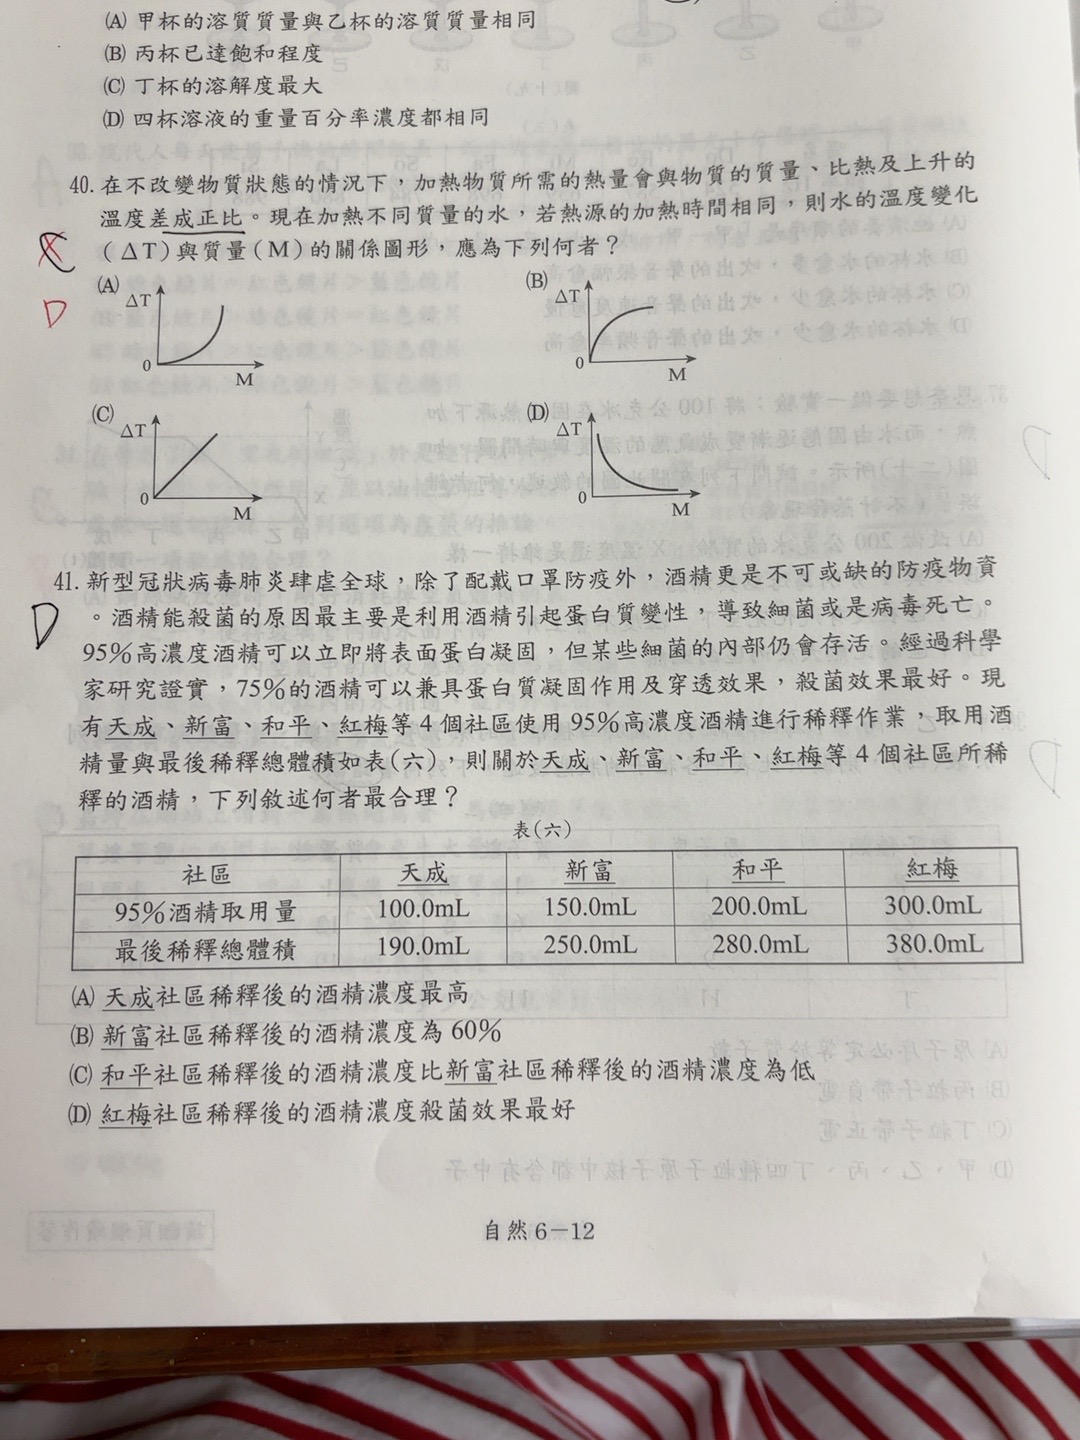 (A) 甲杯的溶質質量與乙杯的溶質質量相同
(B) 丙杯已達飽和程度
(C) 丁杯的溶解度最大
(D) 四杯溶液的重量百分率濃度都相同
40. 在不改變物質狀態的情況下，加熱物質所需的熱量會與物質的質量、比熱及上升的
溫度差成正比。現在加熱不同質量的水，若熱源的加熱時間相同，則水的溫度變化
（ΔT）與質量（M）的關係圖形，應為下列何者？
C
D
(A)
ΔT
0
M
(B)
ΔT
0
M
(C)
ΔT
0
M
(D)
ΔT
0
M
41. 新型冠狀病毒肺炎肆虐全球，除了配戴口罩防疫外，酒精更是不可或缺的防疫物資
D
。酒精能殺菌的原因最主要是利用酒精引起蛋白質變性，導致細菌或是病毒死亡。
95%高濃度酒精可以立即將表面蛋白凝固，但某些細菌的內部仍會存活。經過科學
家研究證實，75%的酒精可以兼具蛋白質凝固作用及穿透效果，殺菌效果最好。現
有天成、新富、和平、紅梅等 4 個社區使用 95%高濃度酒精進行稀釋作業，取用酒
精量與最後稀釋總體積如表(六)，則關於天成、新富、和平、紅梅等 4 個社區所稀
釋的酒精，下列敘述何者最合理？
表(六)
社區 天成 新富 和平 紅梅
95%酒精取用量 100.0mL 150.0mL 200.0mL 300.0mL
最後稀釋總體積 190.0mL 250.0mL 280.0mL 380.0mL
(A) 天成社區稀釋後的酒精濃度最高
(B) 新富社區稀釋後的酒精濃度為 60%
(C) 和平社區稀釋後的酒精濃度比新富社區稀釋後的酒精濃度為低
(D) 紅梅社區稀釋後的酒精濃度殺菌效果最好
自然 6－12